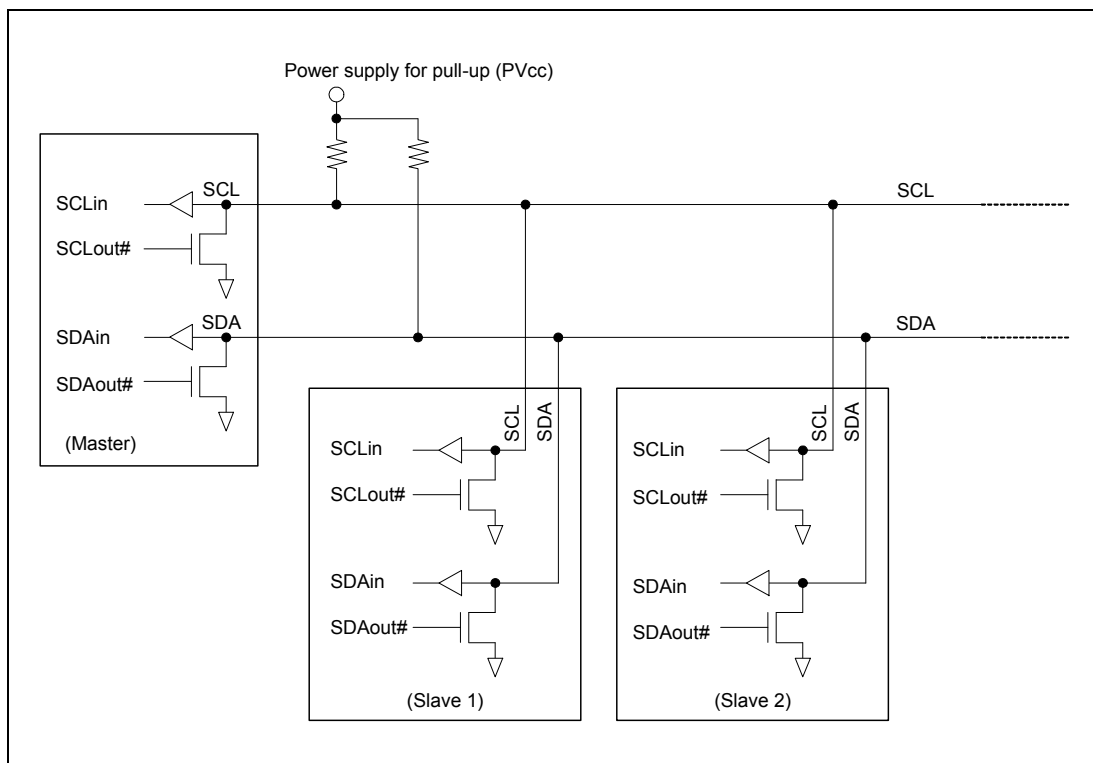 Power supply for pull-up (PVcc)
SCL
SCLin
SCLout#
SCL
SDA
SDAin
SDAout#
(Master)
SDA
SCL
SDA
SCLin
SCLout#
SDAin
SDAout#
(Slave 1)
SCL
SDA
SCLin
SCLout#
SDAin
SDAout#
(Slave 2)